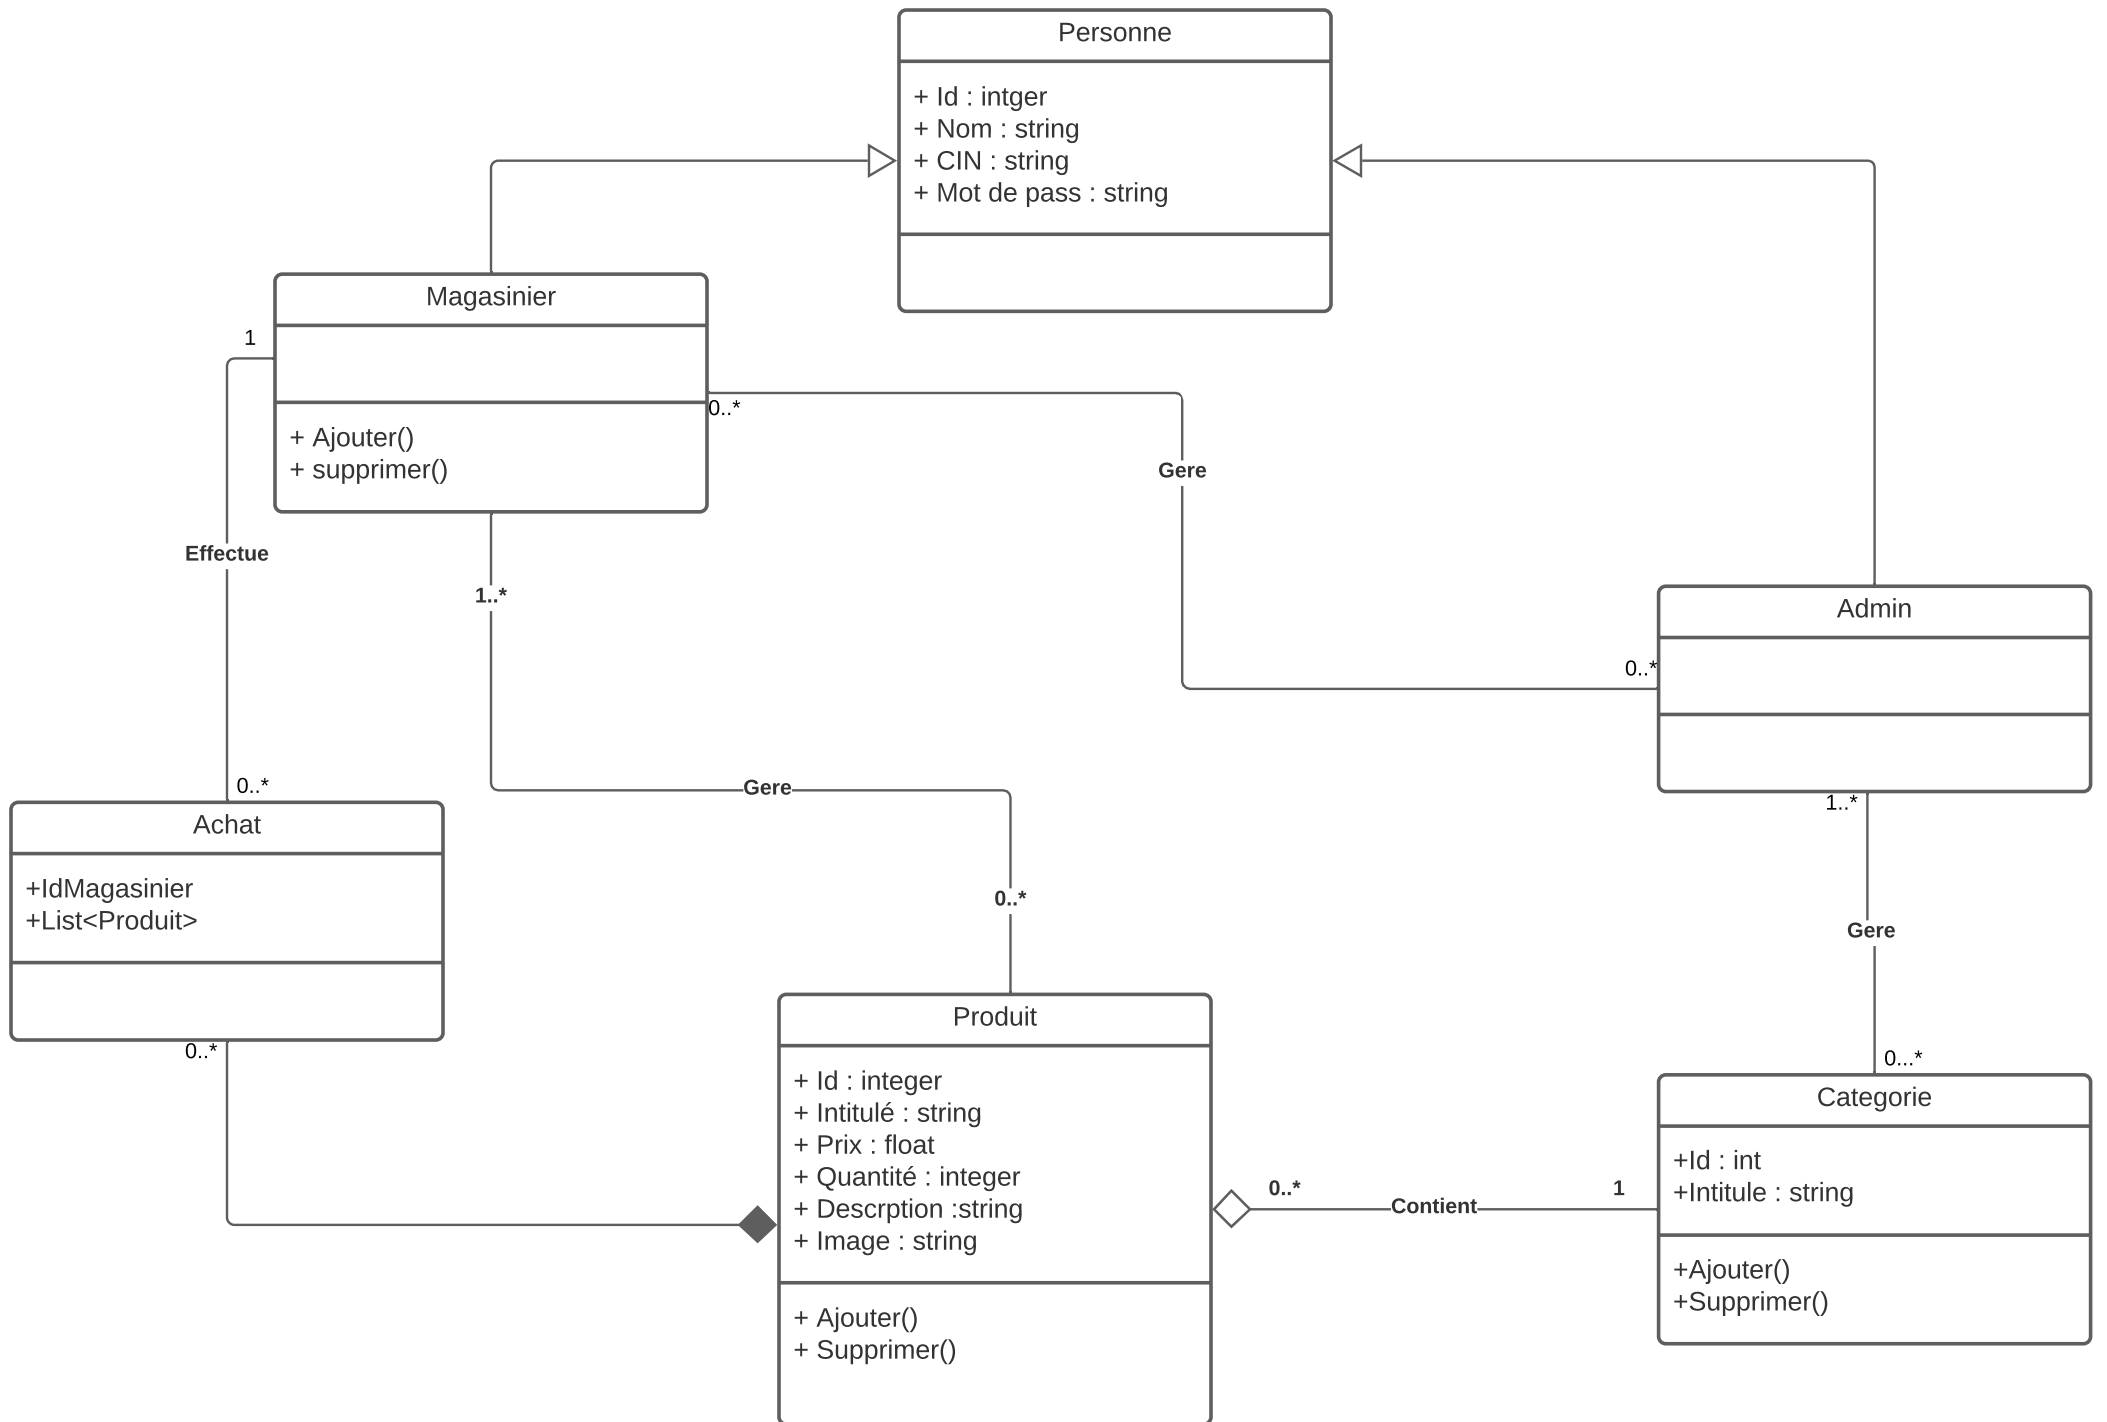 Personne
+ Id : intger
+ Nom : string
+ CIN : string
+ Mot de pass : string
Magasinier
+ Ajouter()
+ supprimer()
1
0..*
Gere
Effectue
1..*
Admin
0..*
1..*
0..*
Gere
0..*
Achat
+IdMagasinier
+List<Produit>
0..*
Gere
0...*
Produit
+ Id : integer
+ Intitulé : string
+ Prix : float
+ Quantité : integer
+ Descrption :string
+ Image : string
+ Ajouter()
+ Supprimer()
0..*
Contient
1
Categorie
+Id : int
+Intitule : string
+Ajouter()
+Supprimer()